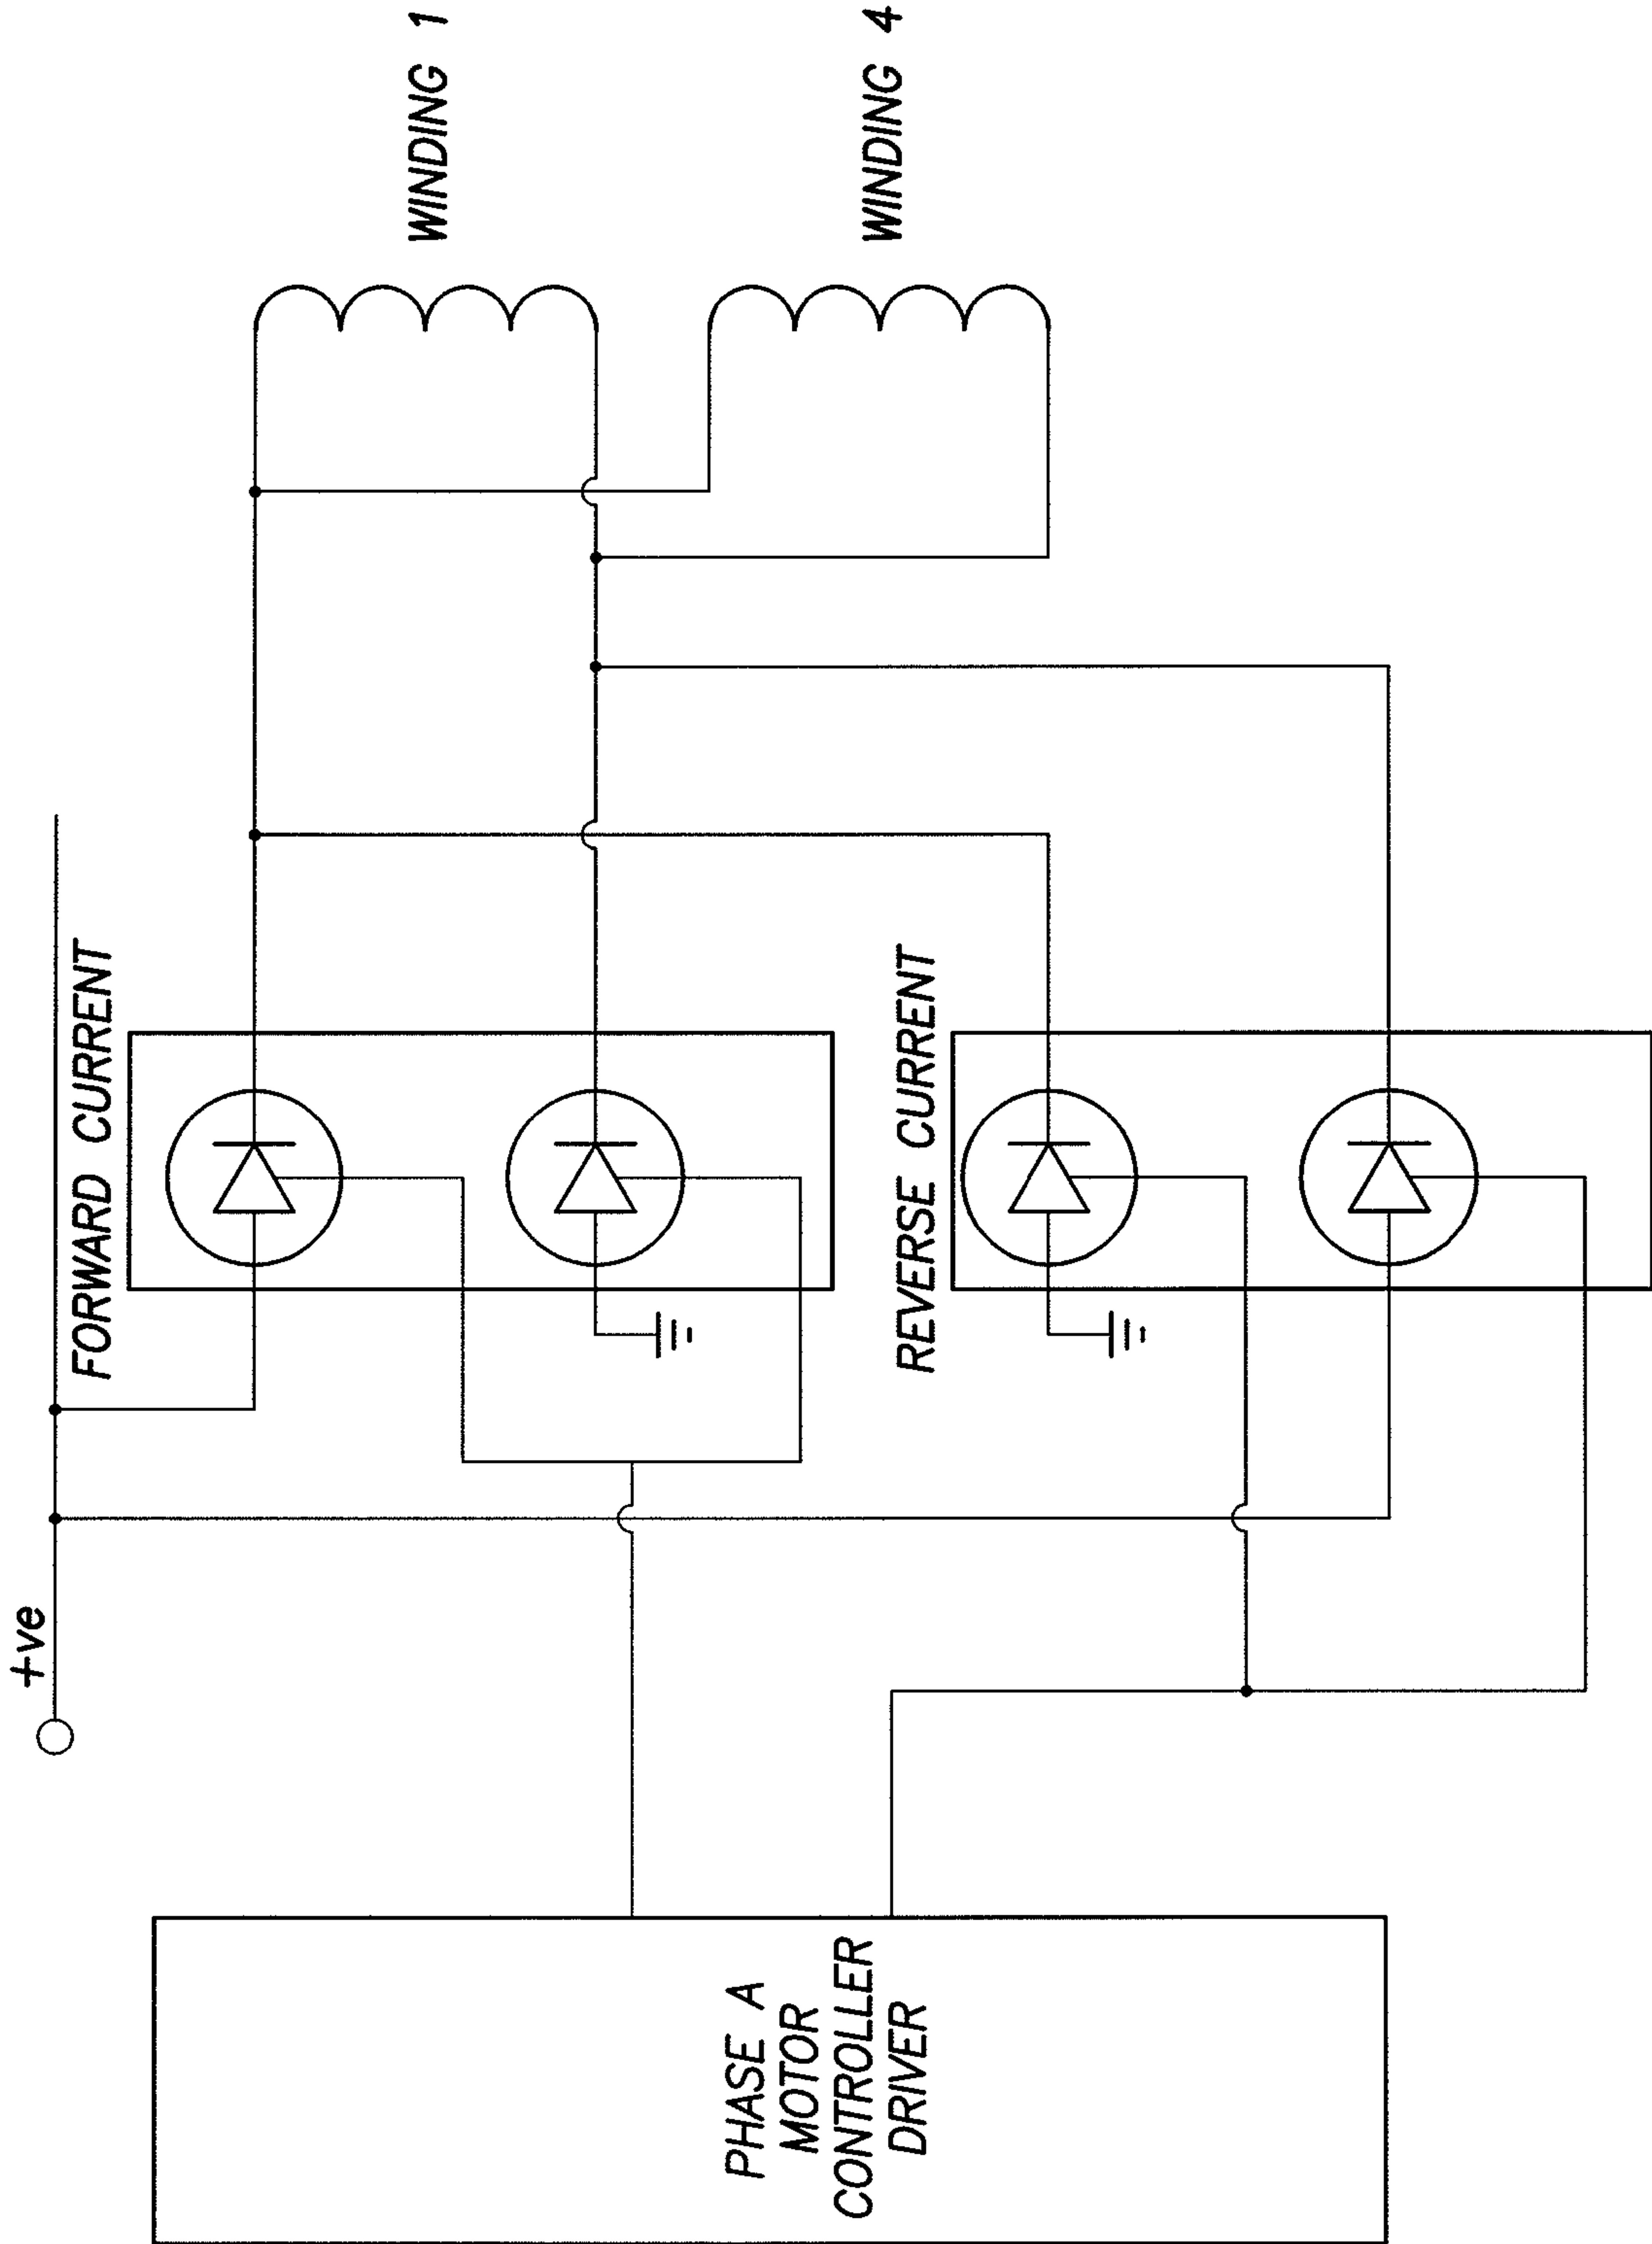 +ve
FORWARD CURRENT
WINDING 1
WINDING 4
REVERSE CURRENT
PHASE A
MOTOR
CONTROLLER
DRIVER